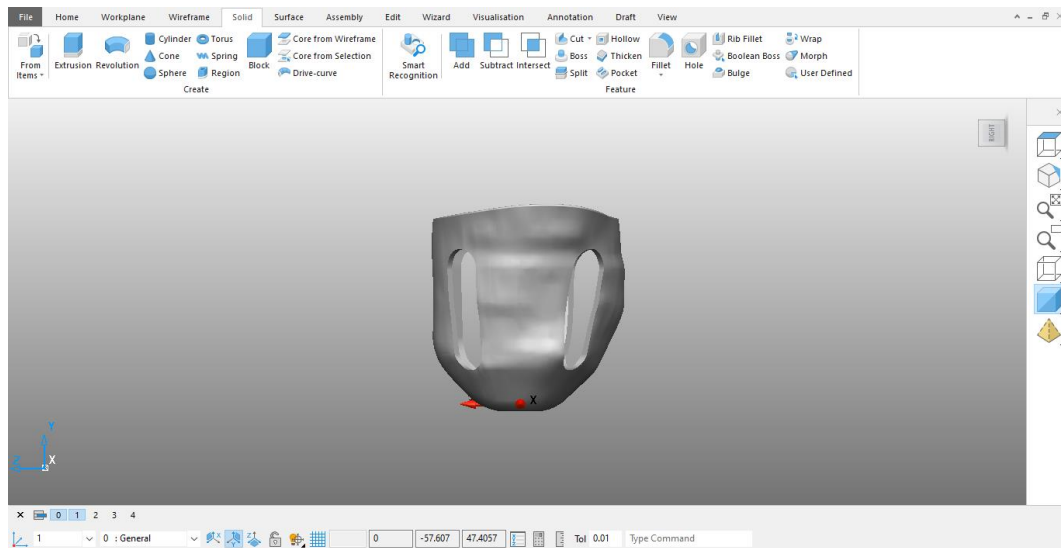 File Home Workplane Wireframe Solid Surface Assembly Edit Wizard Visualisation Annotation Draft View
From Items
Extrusion
Revolution
Cylinder
Cone
Sphere
Torus
Spring
Region
Block
Core from Wireframe
Core from Selection
Drive-curve
Create
Smart Recognition
Add
Subtract
Intersect
Cut
Boss
Split
Hollow
Thicken
Pocket
Fillet
Hole
Rib Fillet
Boolean Boss
Bulge
Wrap
Morph
User Defined
Feature
RIGHT
X
Y
X
0 1 2 3 4
1 0 : General 0 -57.607 47.4057 Tol 0.01 Type Command